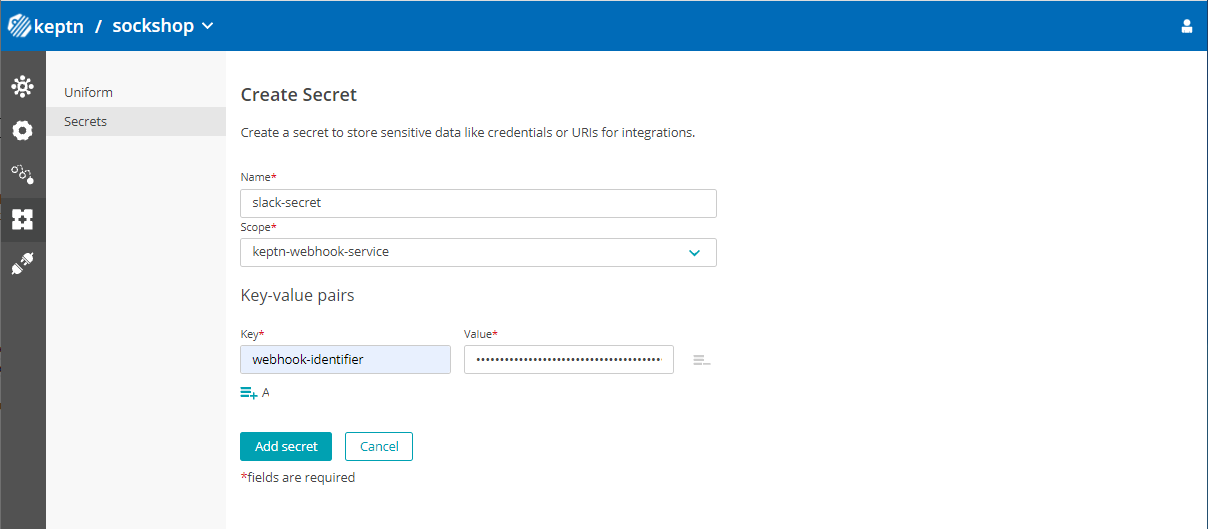 keptn / sockshop
Uniform
Secrets
Create Secret
Create a secret to store sensitive data like credentials or URIs for integrations.
Name*
slack-secret
Scope*
keptn-webhook-service
Key-value pairs
Key* Value*
webhook-identifier ••••••••••••••••••••••••••••••••••••••••
A
Add secret Cancel
*fields are required